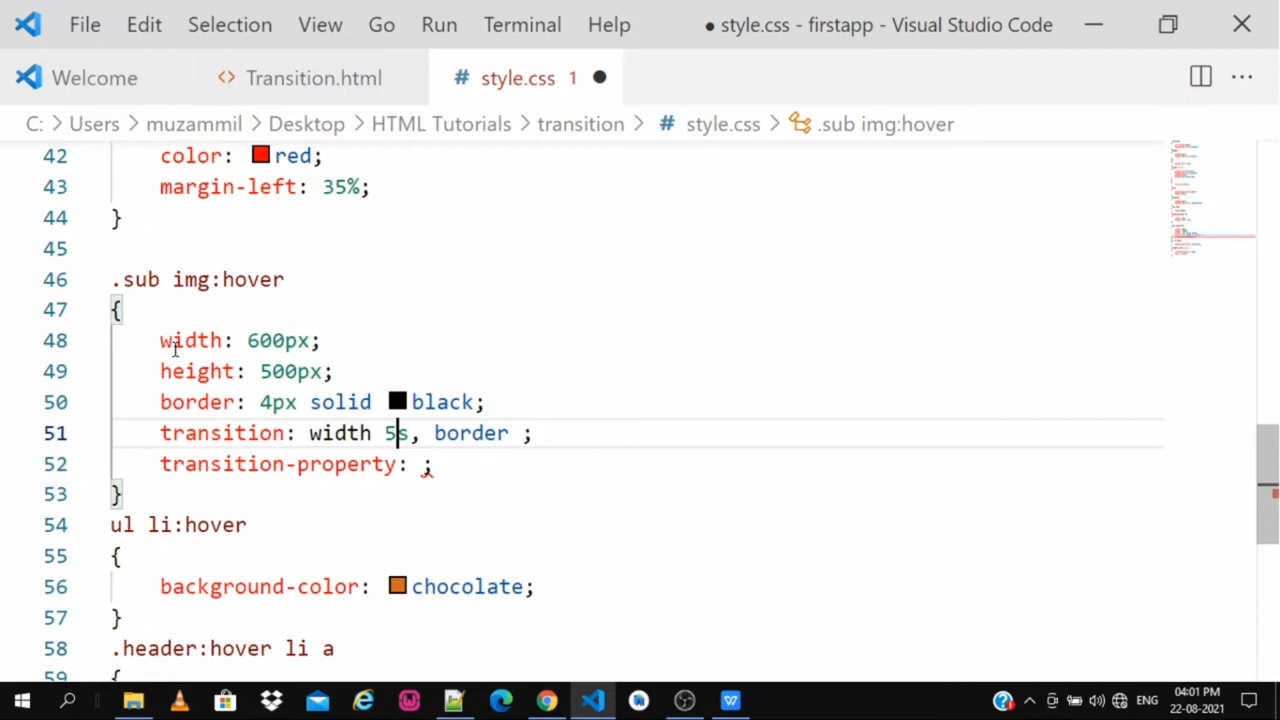 File Edit Selection View Go Run Terminal Help ● style.css - firstapp - Visual Studio Code
Welcome <> Transition.html # style.css 1 ●
C: > Users > muzammil > Desktop > HTML Tutorials > transition > # style.css > .sub img:hover
42 color: red;
43 margin-left: 35%;
44 }
45
46 .sub img:hover
47 {
48 width: 600px;
49 height: 500px;
50 border: 4px solid black;
51 transition: width 5s, border ;
52 transition-property: ;
53 }
54 ul li:hover
55 {
56 background-color: chocolate;
57 }
58 .header:hover li a
59 {
ENG 04:01 PM
22-08-2021